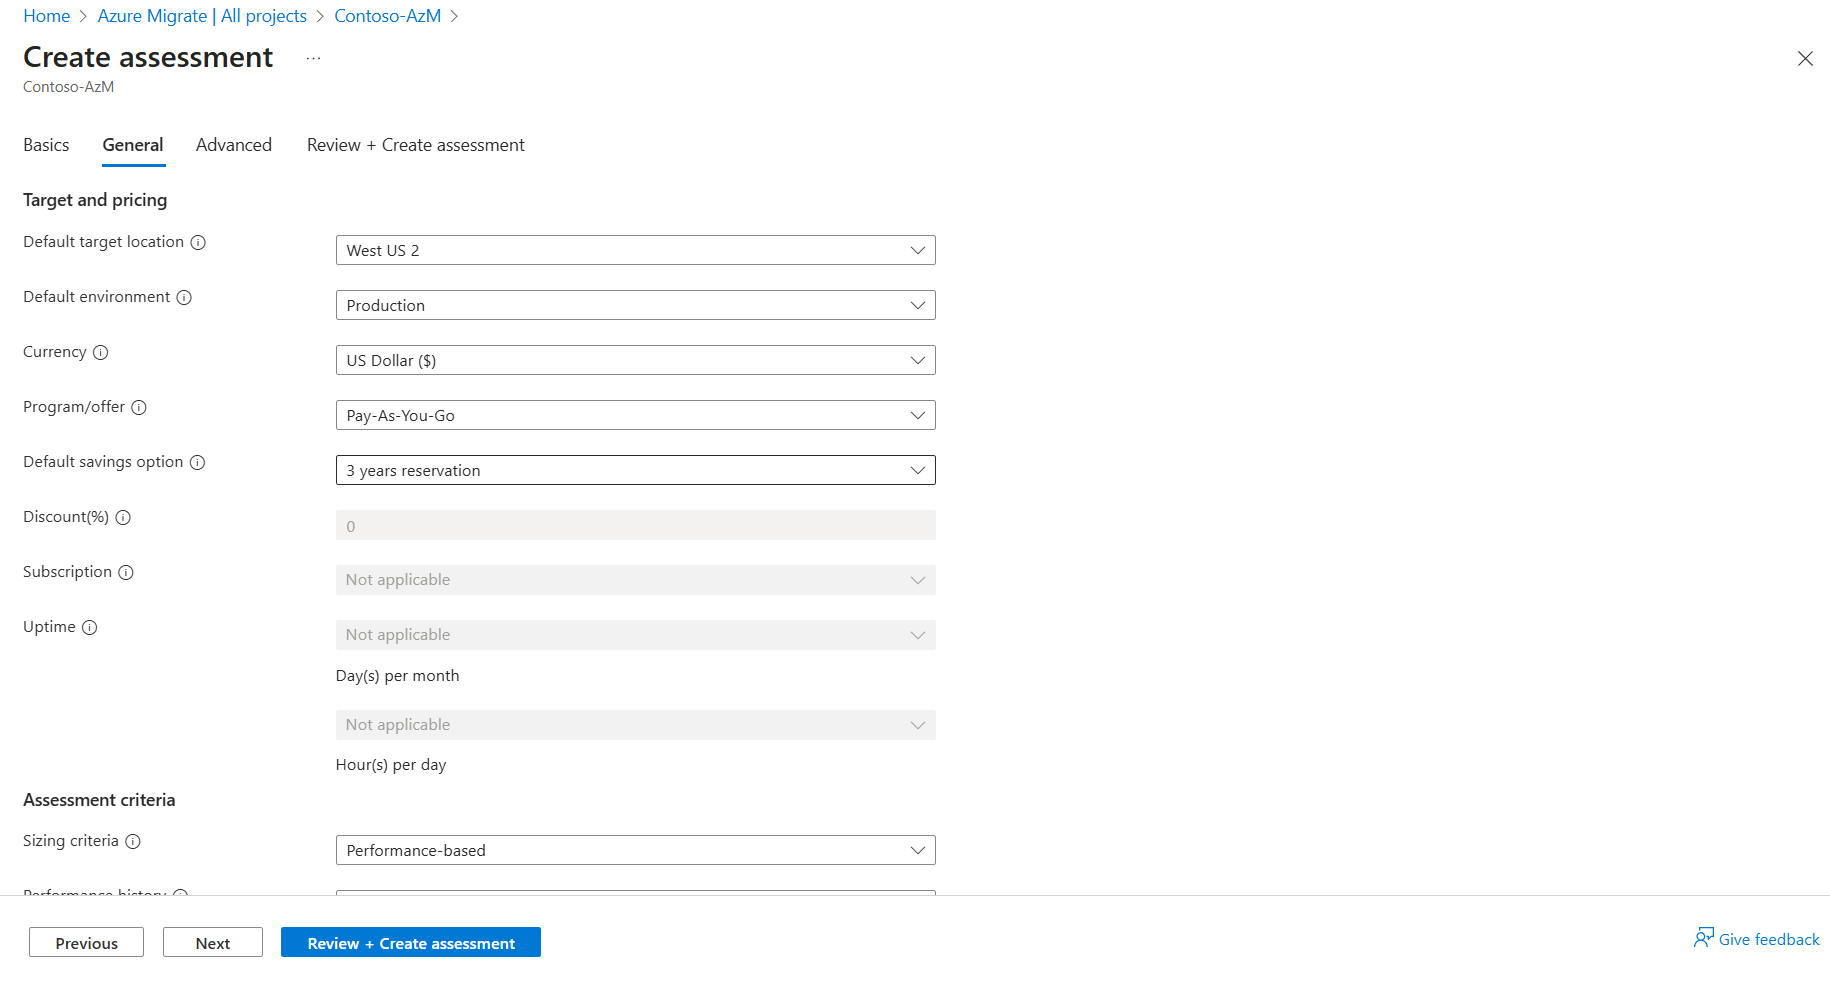 Home > Azure Migrate | All projects > Contoso-AzM >
Create assessment ...
Contoso-AzM
Basics General Advanced Review + Create assessment
Target and pricing
Default target location
West US 2
Default environment
Production
Currency
US Dollar ($)
Program/offer
Pay-As-You-Go
Default savings option
3 years reservation
Discount(%)
0
Subscription
Not applicable
Uptime
Not applicable
Day(s) per month
Not applicable
Hour(s) per day
Assessment criteria
Sizing criteria
Performance-based
Performance history
Previous Next Review + Create assessment Give feedback